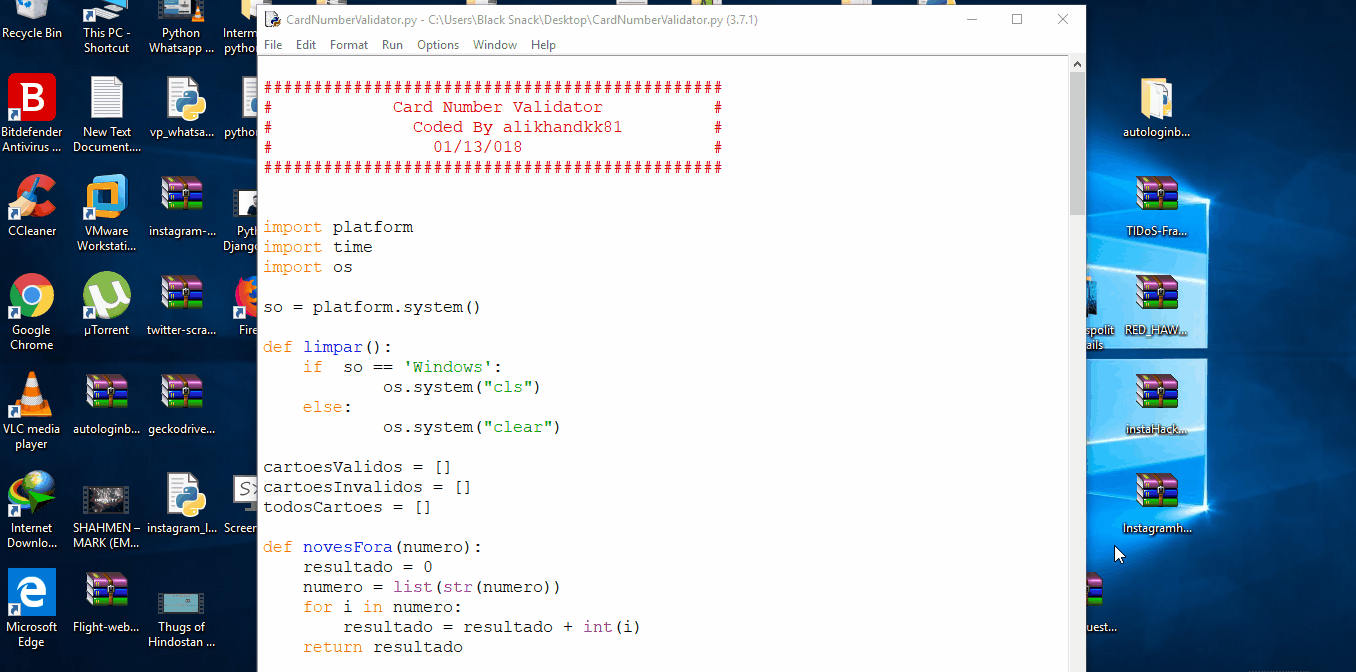 CardNumberValidator.py - C:\Users\Black Snack\Desktop\CardNumberValidator.py (3.7.1)
File Edit Format Run Options Window Help
##############################################
# Card Number Validator #
# Coded By alikhandkk81 #
# 01/13/018 #
##############################################
import platform
import time
import os
so = platform.system()
def limpar():
if so == 'Windows':
os.system("cls")
else:
os.system("clear")
cartoesValidos = []
cartoesInvalidos = []
todosCartoes = []
def novesFora(numero):
resultado = 0
numero = list(str(numero))
for i in numero:
resultado = resultado + int(i)
return resultado
Recycle Bin
This PC -
Shortcut
Python
Whatsapp ...
Interm
pytho
Bitdefender
Antivirus ...
New Text
Document....
vp_whatsa...
pytho
CCleaner
VMware
Workstati...
instagram-...
Pyth
Django
Google
Chrome
µTorrent
twitter-scra...
Fire
VLC media
player
autologinb...
geckodrive...
Internet
Downlo...
SHAHMEN –
MARK (EM...
instagram_l...
Screen
Microsoft
Edge
Flight-web...
Thugs of
Hindostan ...
autologinb...
TIDoS-Fra...
sploit
ails
RED_HAW...
instaHack...
Instagramh...
uest...